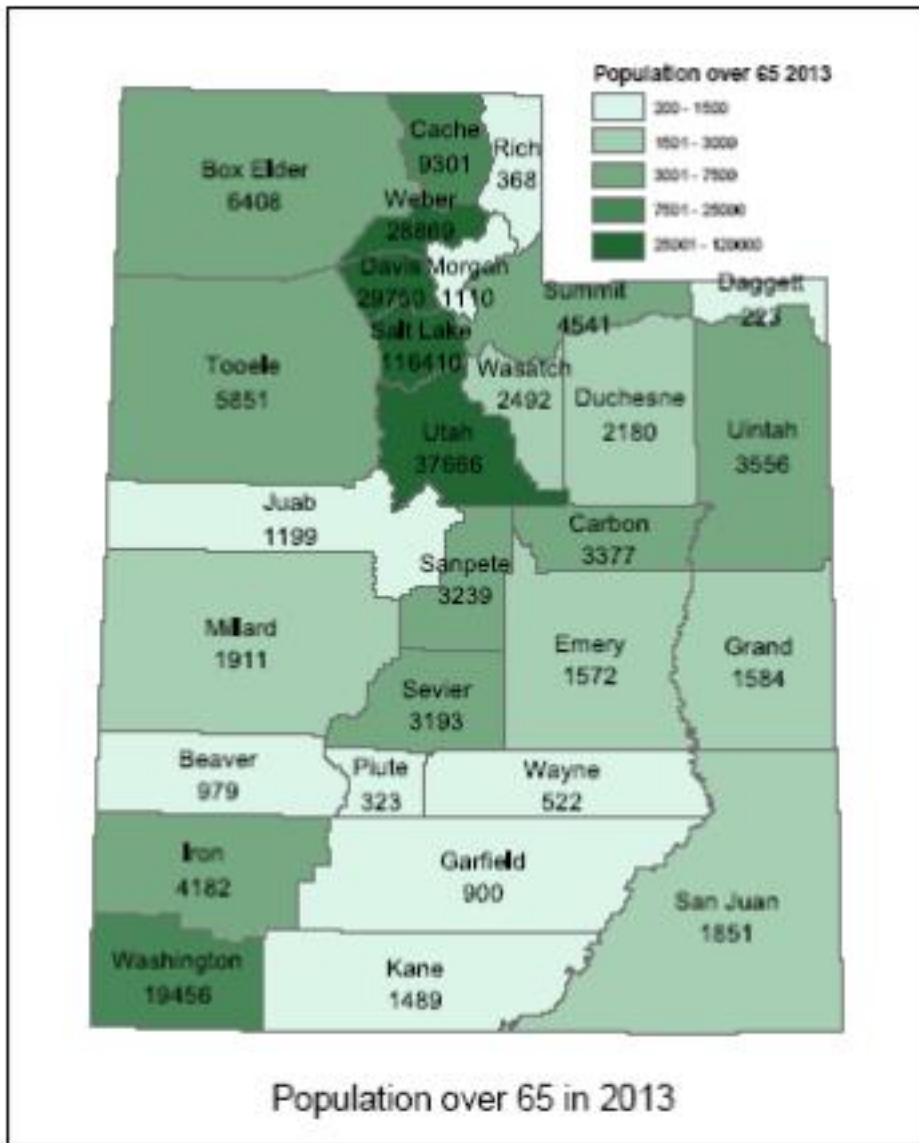 Population over 65 2013
200 - 1500
1501 - 3000
3001 - 7500
7501 - 25000
25001 - 120000
Cache
9301
Rich
368
Box Elder
6408
Weber
28869
Davis
29750
Morgan
1110
Summit
4541
Daggett
223
Salt Lake
116410
Tooele
5851
Wasatch
2492
Duchesne
2180
Uintah
3556
Utah
37666
Juab
1199
Carbon
3377
Sanpete
3239
Millard
1911
Emery
1572
Grand
1584
Sevier
3193
Beaver
979
Piute
323
Wayne
522
Iron
4182
Garfield
900
San Juan
1851
Washington
19456
Kane
1489
Population over 65 in 2013